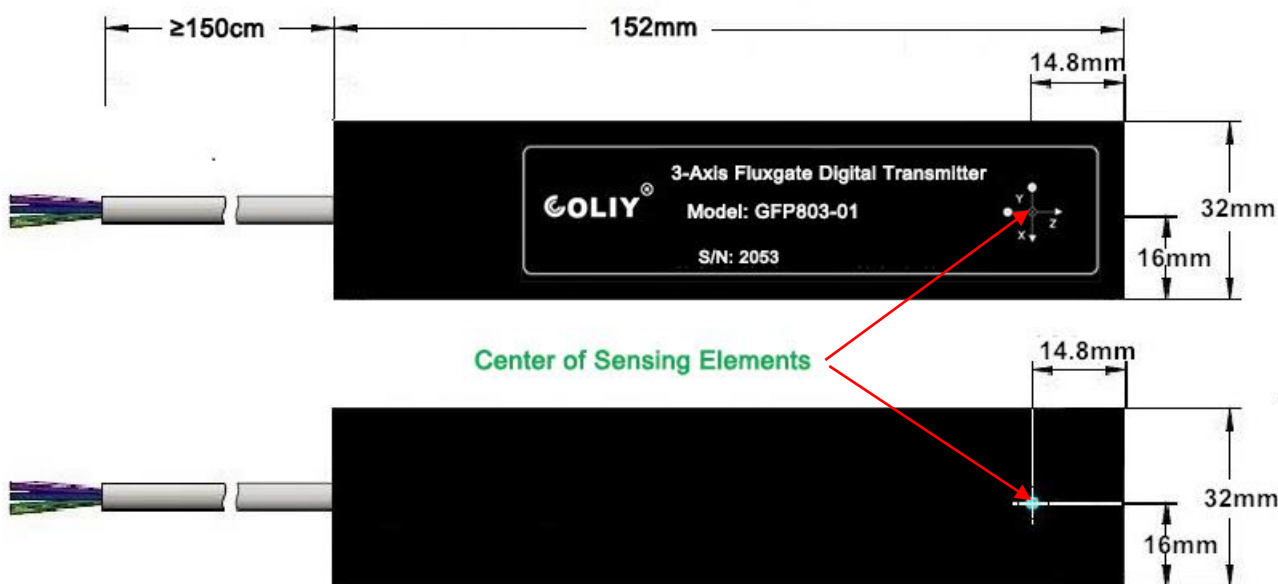 ≥150cm
152mm
14.8mm
3-Axis Fluxgate Digital Transmitter
COLIY®
Model: GFP803-01
S/N: 2053
Y
Z
X
32mm
16mm
Center of Sensing Elements
14.8mm
32mm
16mm